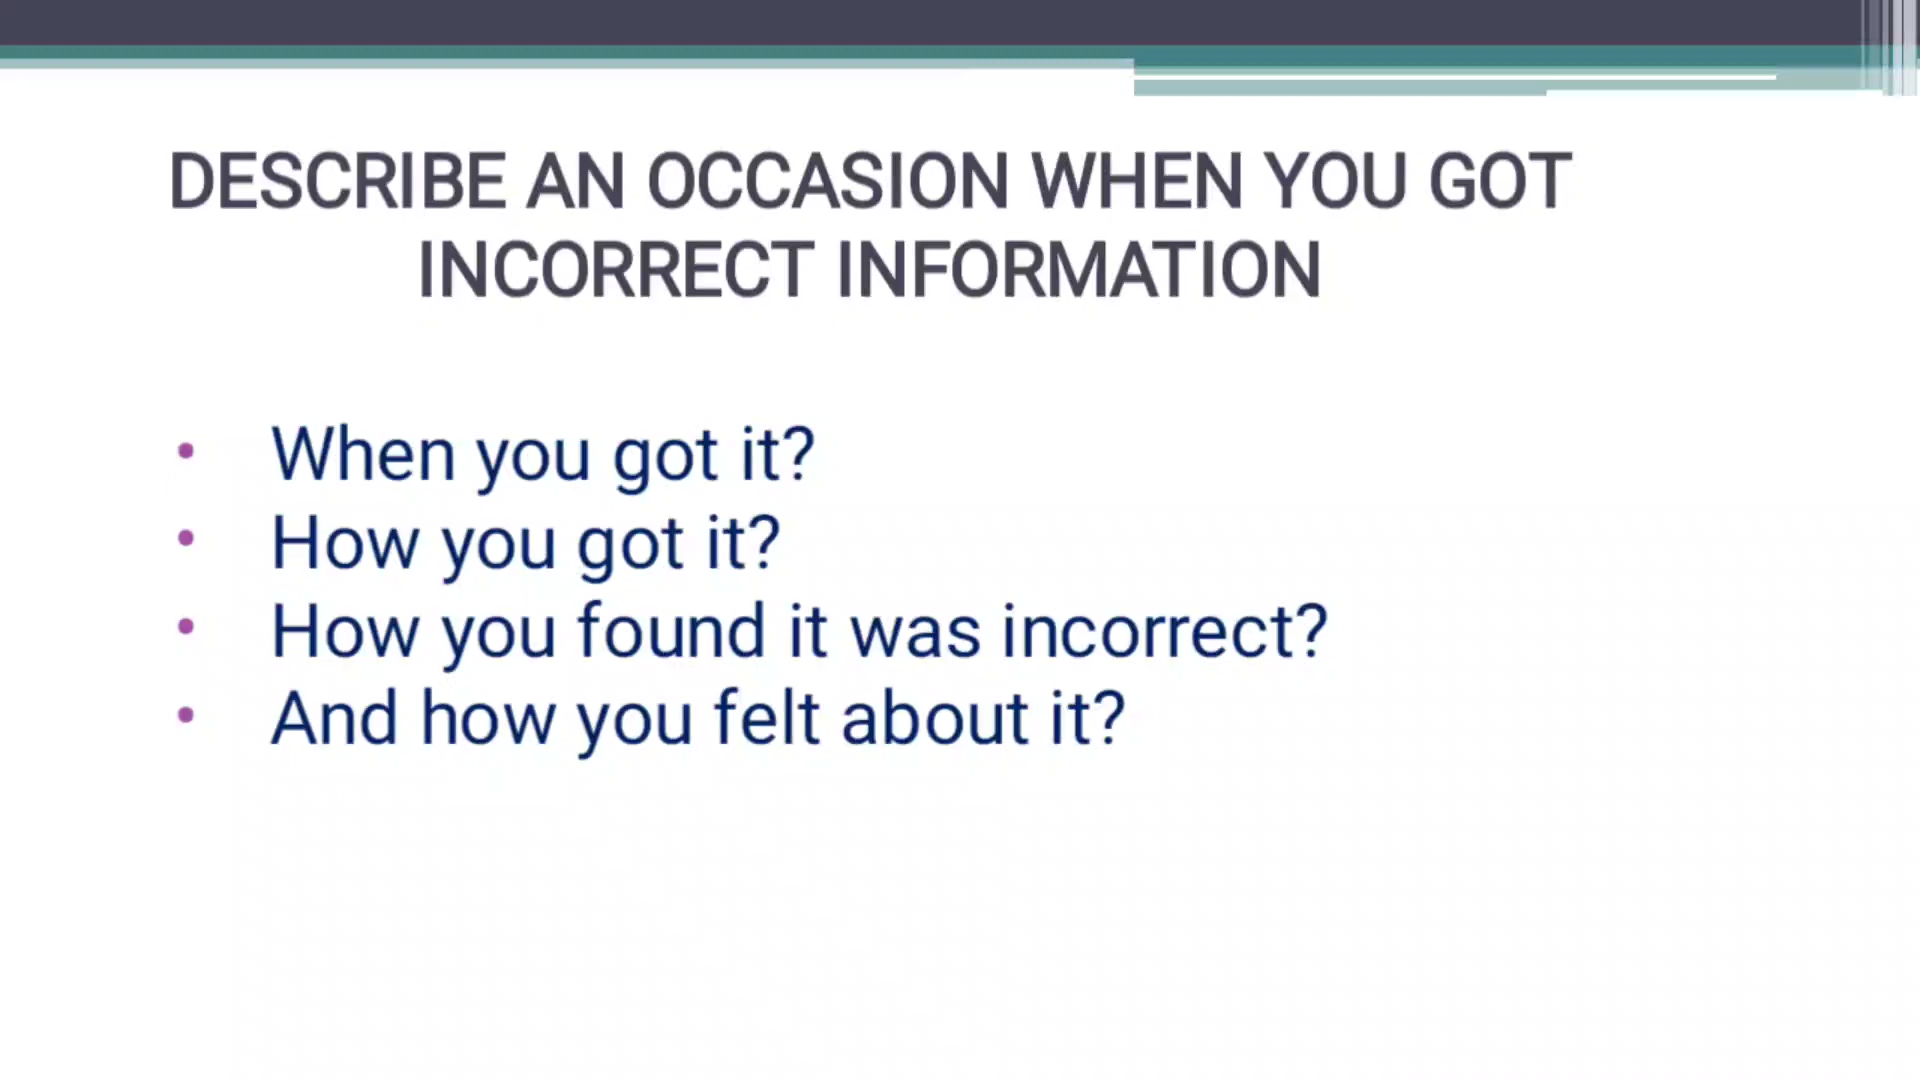 DESCRIBE AN OCCASION WHEN YOU GOT
INCORRECT INFORMATION
• When you got it?
• How you got it?
• How you found it was incorrect?
• And how you felt about it?